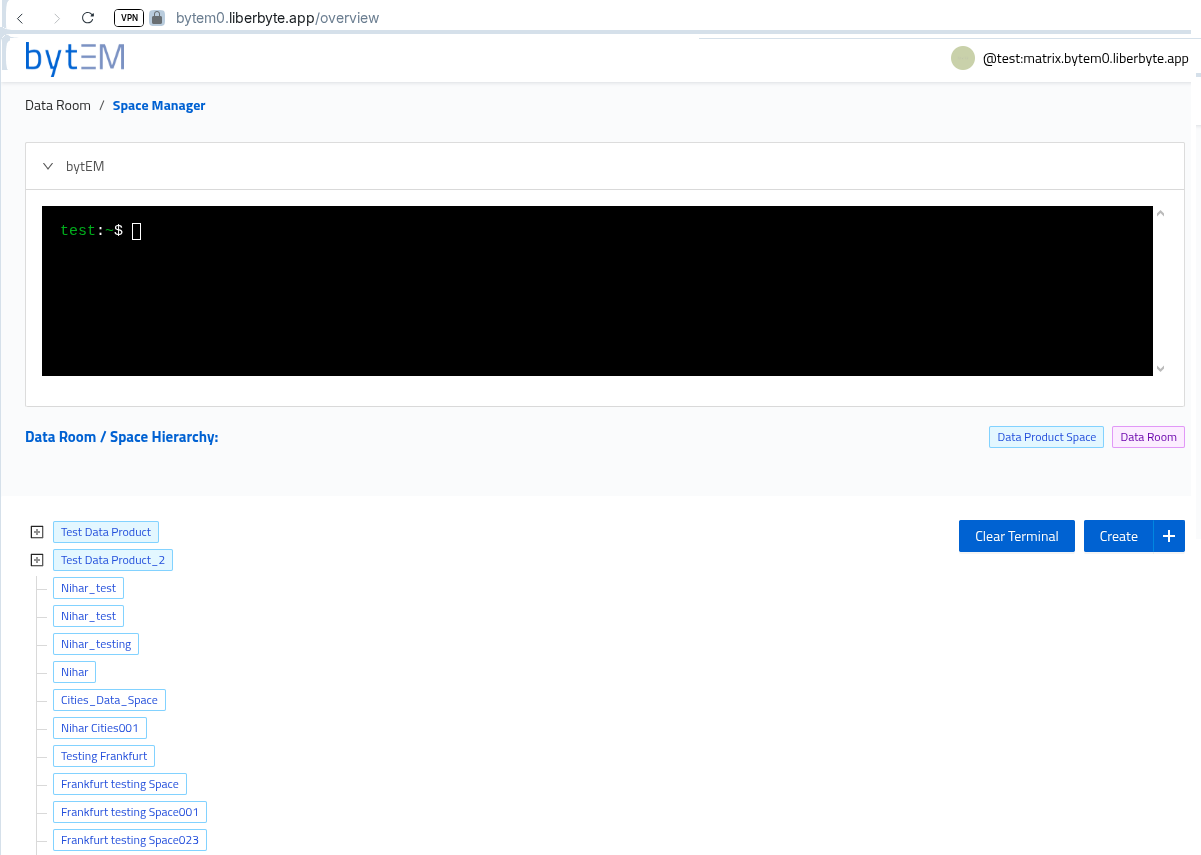 VPN bytem0.liberbyte.app/overview
bytEM @test:matrix.bytem0.liberbyte.app
Data Room / Space Manager
bytEM
test:~$
Data Room / Space Hierarchy: Data Product Space Data Room
Test Data Product Clear Terminal Create +
Test Data Product_2
Nihar_test
Nihar_test
Nihar_testing
Nihar
Cities_Data_Space
Nihar Cities001
Testing Frankfurt
Frankfurt testing Space
Frankfurt testing Space001
Frankfurt testing Space023